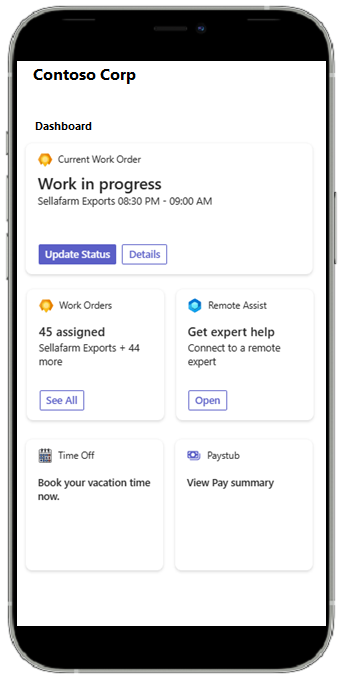 Contoso Corp
Dashboard
Current Work Order
Work in progress
Sellafarm Exports 08:30 PM - 09:00 AM
Update Status
Details
Work Orders
45 assigned
Sellafarm Exports + 44
more
See All
Remote Assist
Get expert help
Connect to a remote
expert
Open
Time Off
Book your vacation time
now.
Paystub
View Pay summary